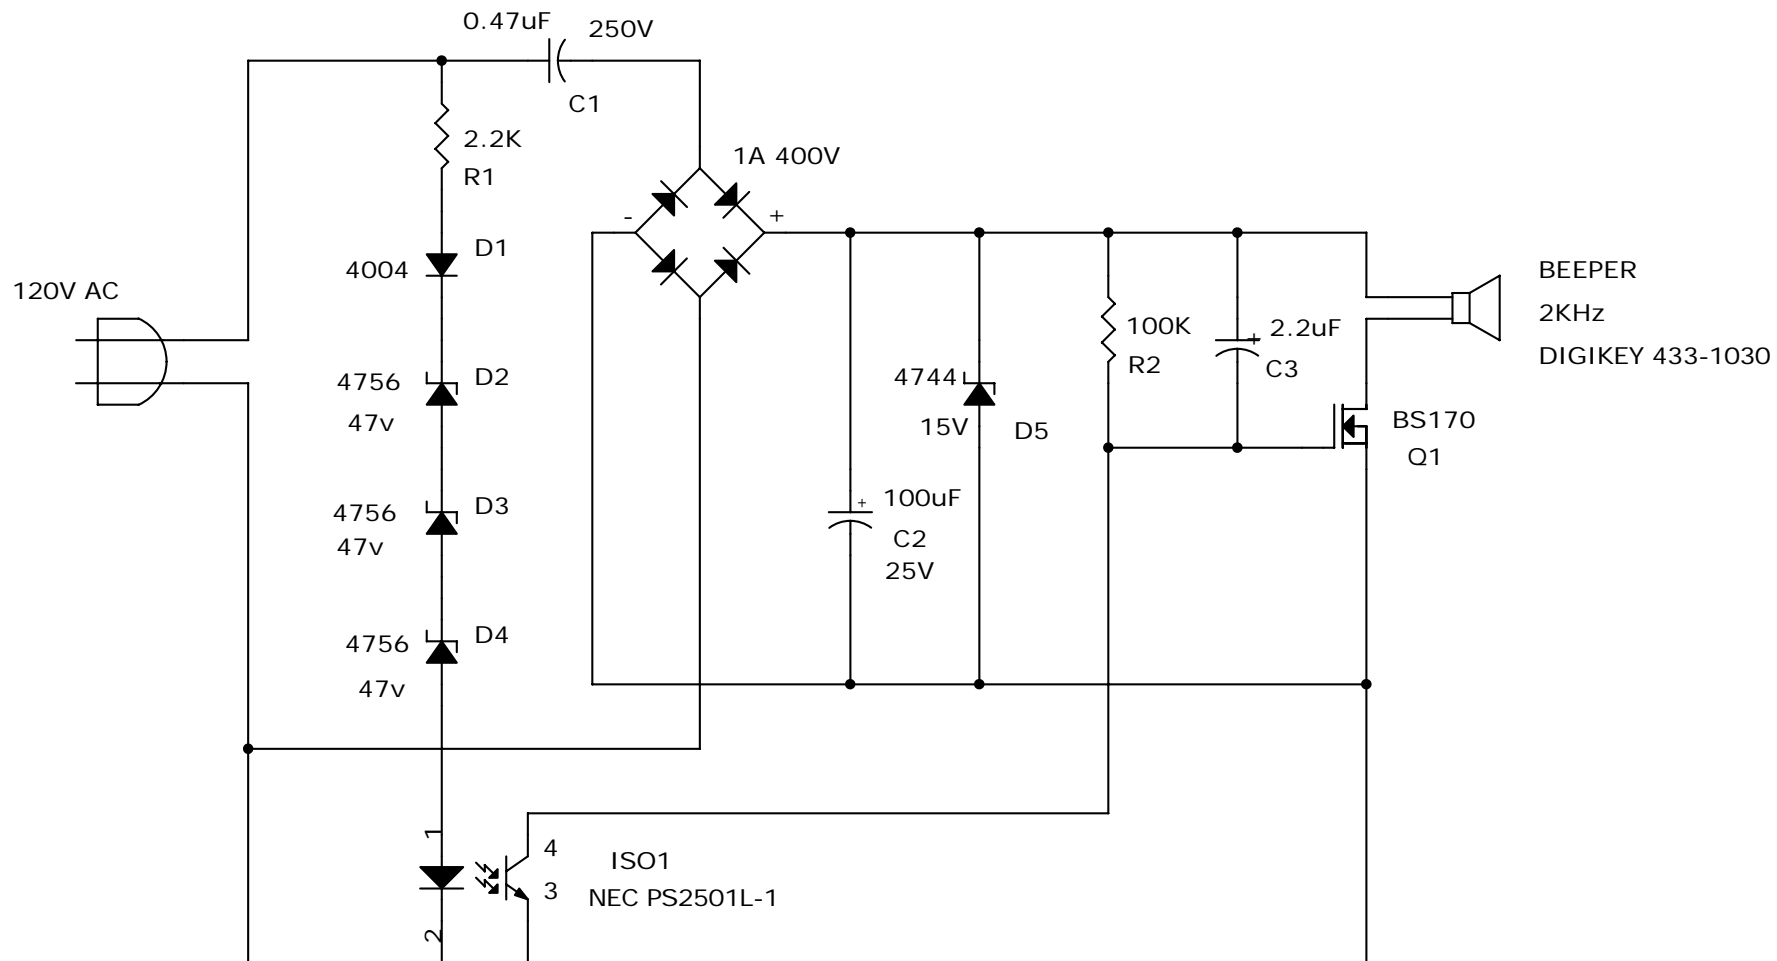 0.47uF
250V
C1
2.2K
R1
1A 400V
-
+
D1
4004
120V AC
BEEPER
2KHz
DIGIKEY 433-1030
4756
D2
47v
100K
R2
+
2.2uF
C3
4744
15V
D5
BS170
Q1
4756
D3
47v
+
100uF
C2
25V
4756
D4
47v
1
4
3
2
ISO1
NEC PS2501L-1